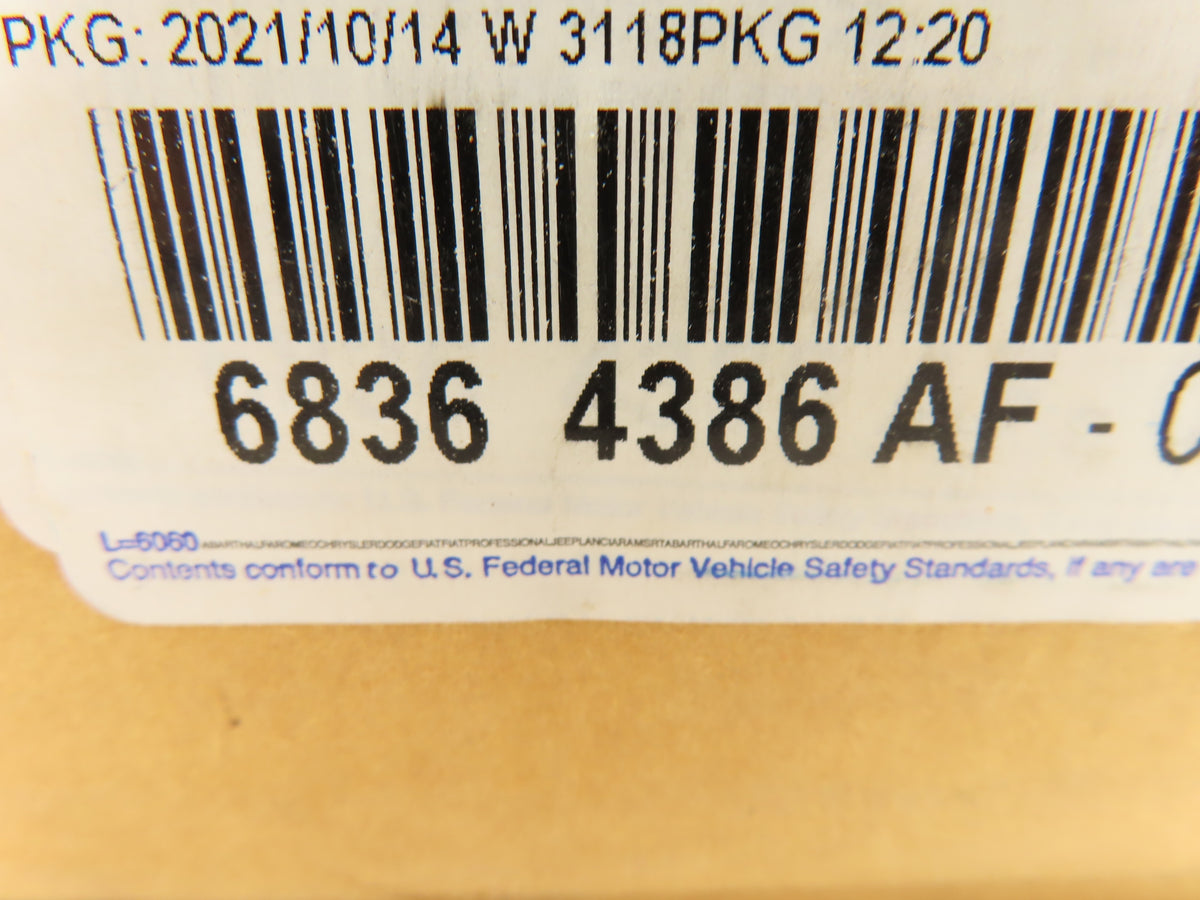 PKG: 2021/10/14 W 3118PKG 12:20
6836 4386 AF -
L=6060 ABARTHALFAROMEOCHRYSLERDODGEFIATFIATPROFESSIONALJEEPLANCIARAMSRTABARTHALFAROMEOCHRYSLERDODGEFIATFIATPROFESSIONALJEEPLANC
Contents conform to U.S. Federal Motor Vehicle Safety Standards, if any are